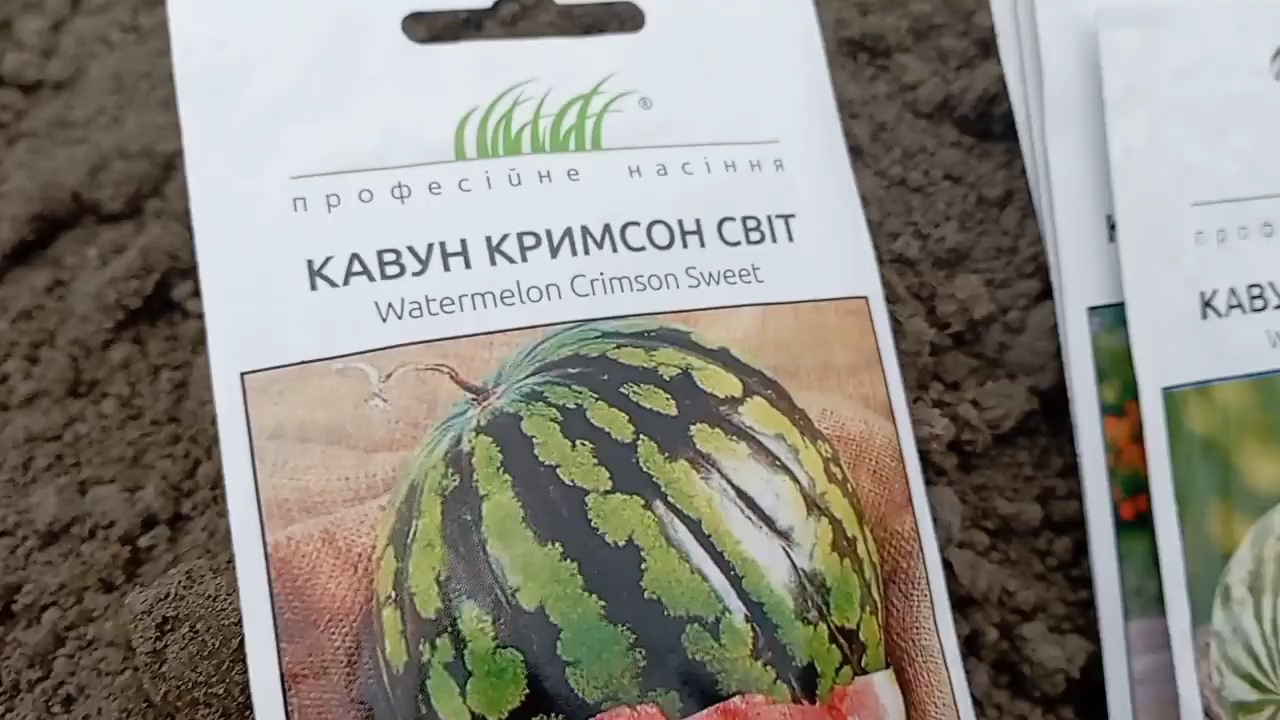 ®
професійне насіння
КАВУН КРИМСОН СВІТ
Watermelon Crimson Sweet